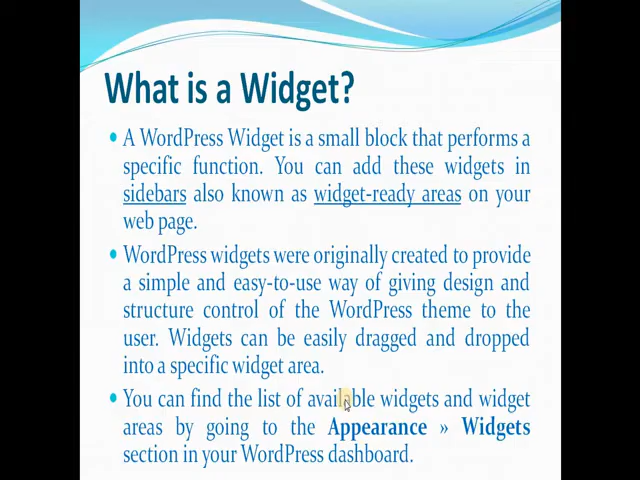 What is a Widget?
• A WordPress Widget is a small block that performs a
specific function. You can add these widgets in
sidebars also known as widget-ready areas on your
web page.
• WordPress widgets were originally created to provide
a simple and easy-to-use way of giving design and
structure control of the WordPress theme to the
user. Widgets can be easily dragged and dropped
into a specific widget area.
• You can find the list of available widgets and widget
areas by going to the Appearance » Widgets
section in your WordPress dashboard.